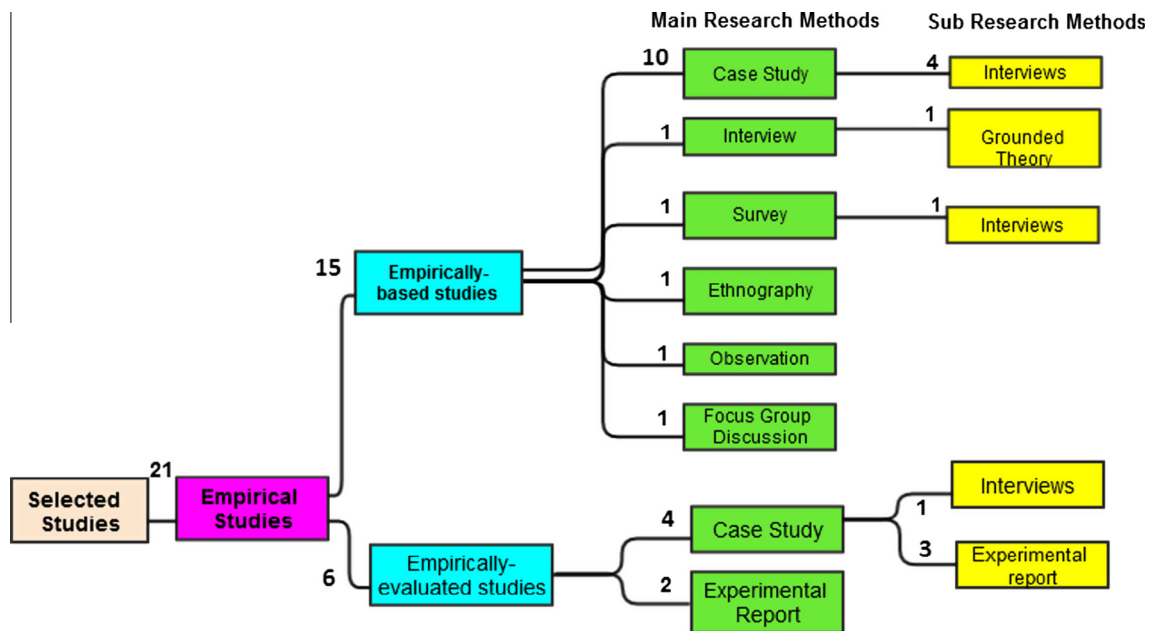 Main Research Methods
Sub Research Methods
10
Case Study
4
Interviews
1
Interview
1
Grounded
Theory
1
Survey
1
Interviews
15
Empirically-
based studies
1
Ethnography
1
Observation
1
Focus Group
Discussion
21
Selected
Studies
Empirical
Studies
6
Empirically-
evaluated studies
4
Case Study
1
Interviews
3
Experimental
report
2
Experimental
Report